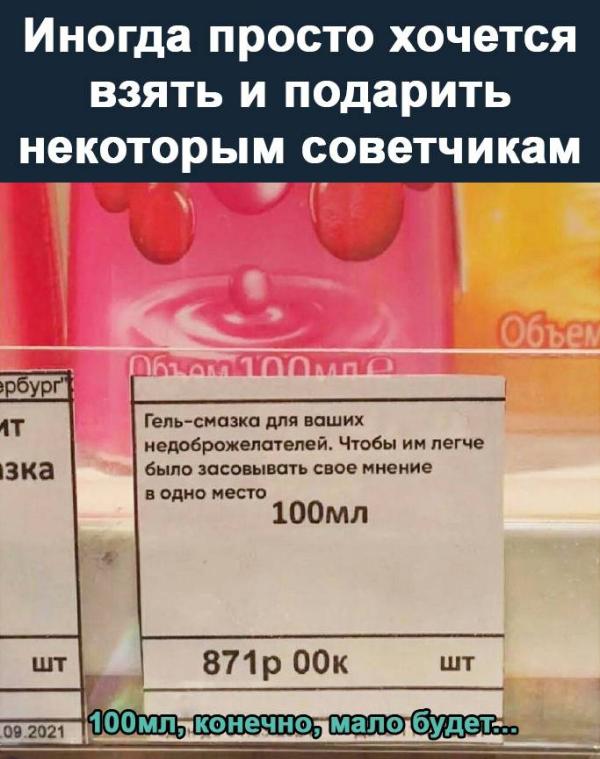 Иногда просто хочется
взять и подарить
некоторым советчикам
Объем
Объем 100мл е
ербург"
ит
азка
Гель-смазка для ваших
недоброжелателей. Чтобы им легче
было засовывать свое мнение
в одно место
100мл
шт
871р 00к шт
.09.2021
100мл, конечно, мало будет...